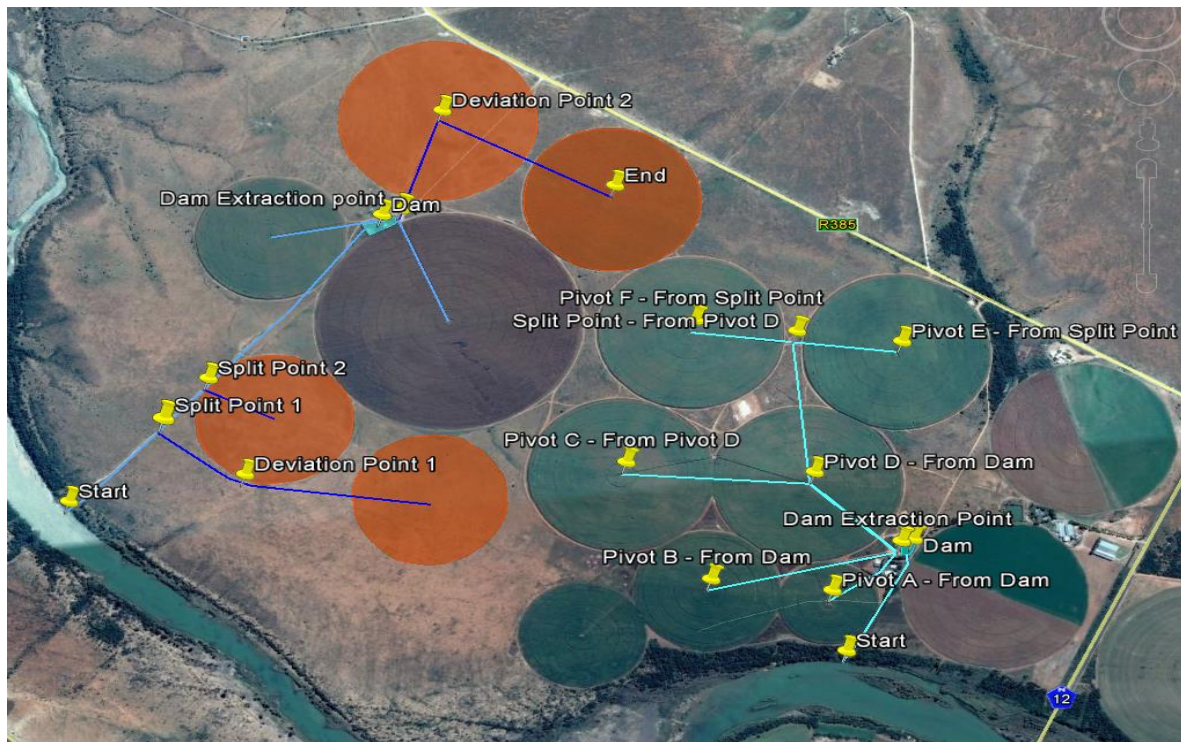 Deviation Point 2
End
Dam Extraction point
Dam
R385
Pivot F - From Split Point
Split Point - From Pivot D
Pivot E - From Split Point
Split Point 2
Split Point 1
Pivot C - From Pivot D
Deviation Point 1
Pivot D - From Dam
Start
Dam Extraction Point
Dam
Pivot B - From Dam
Pivot A - From Dam
Start
12